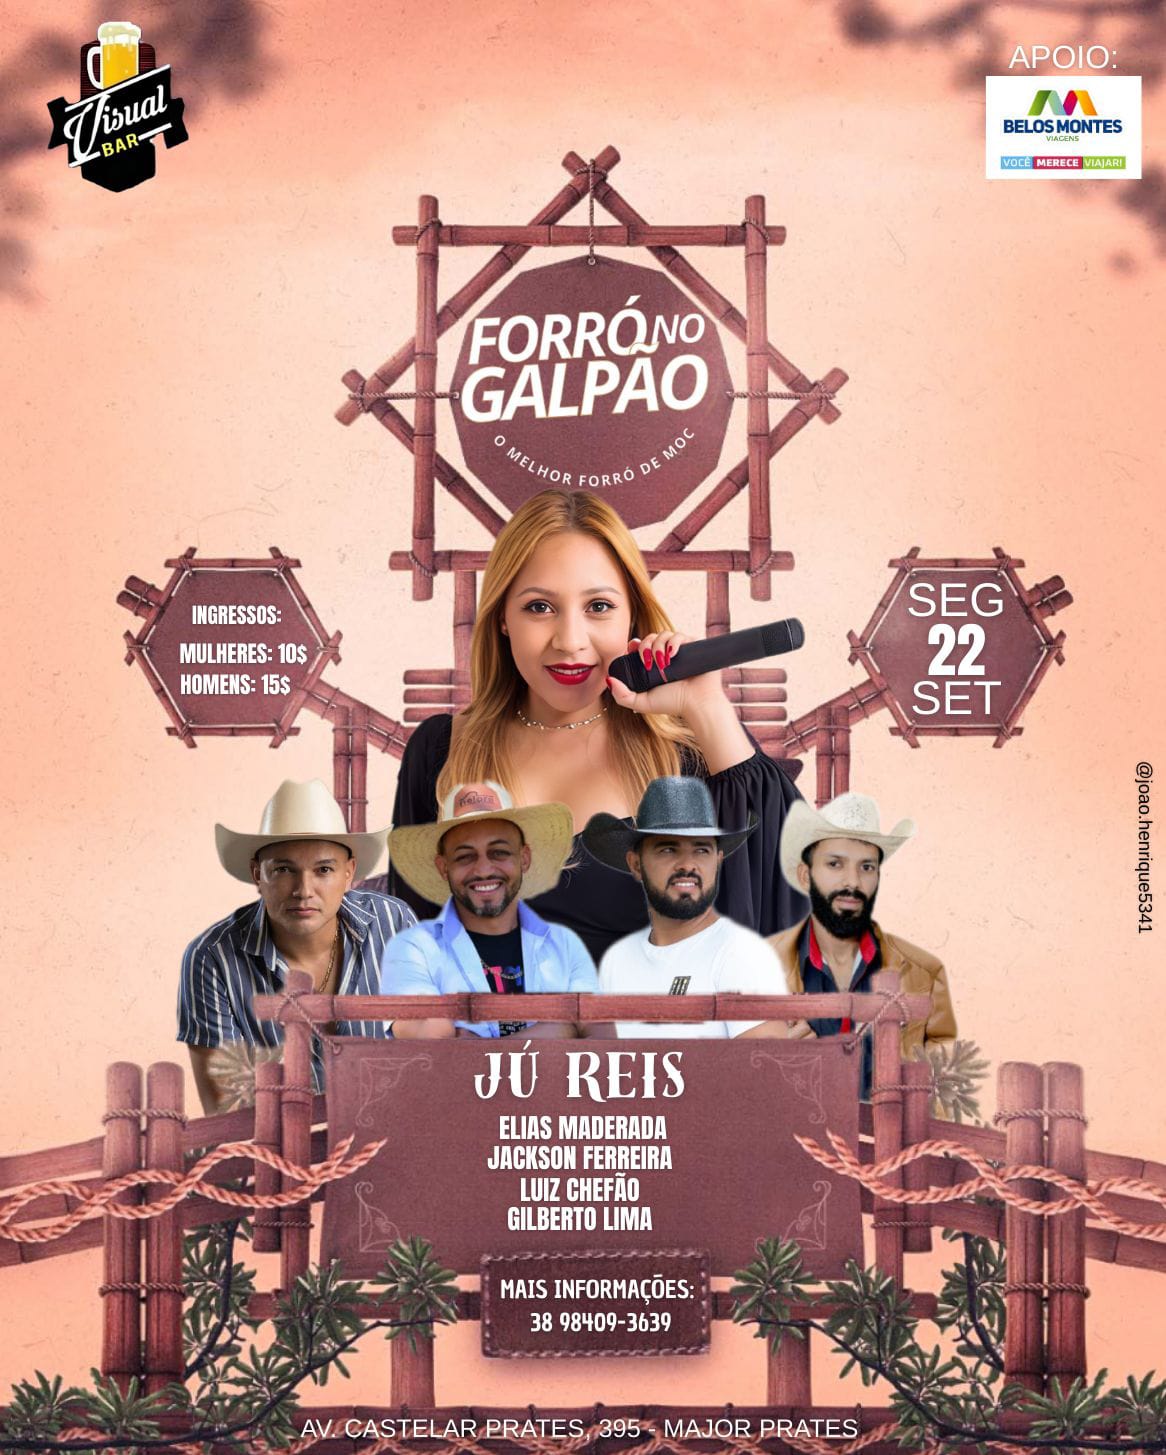 Visual
BAR
APOIO:
BELOS MONTES
VIAGENS
VOCÊ MERECE VIAJAR!
FORRÓ NO
GALPÃO
O MELHOR FORRÓ DE MOC
INGRESSOS:
MULHERES: 10$
HOMENS: 15$
SEG
22
SET
@joao.henrique5341
JÚ REIS
ELIAS MADERADA
JACKSON FERREIRA
LUIZ CHEFÃO
GILBERTO LIMA
MAIS INFORMAÇÕES:
38 98409-3639
AV. CASTELAR PRATES, 395 - MAJOR PRATES